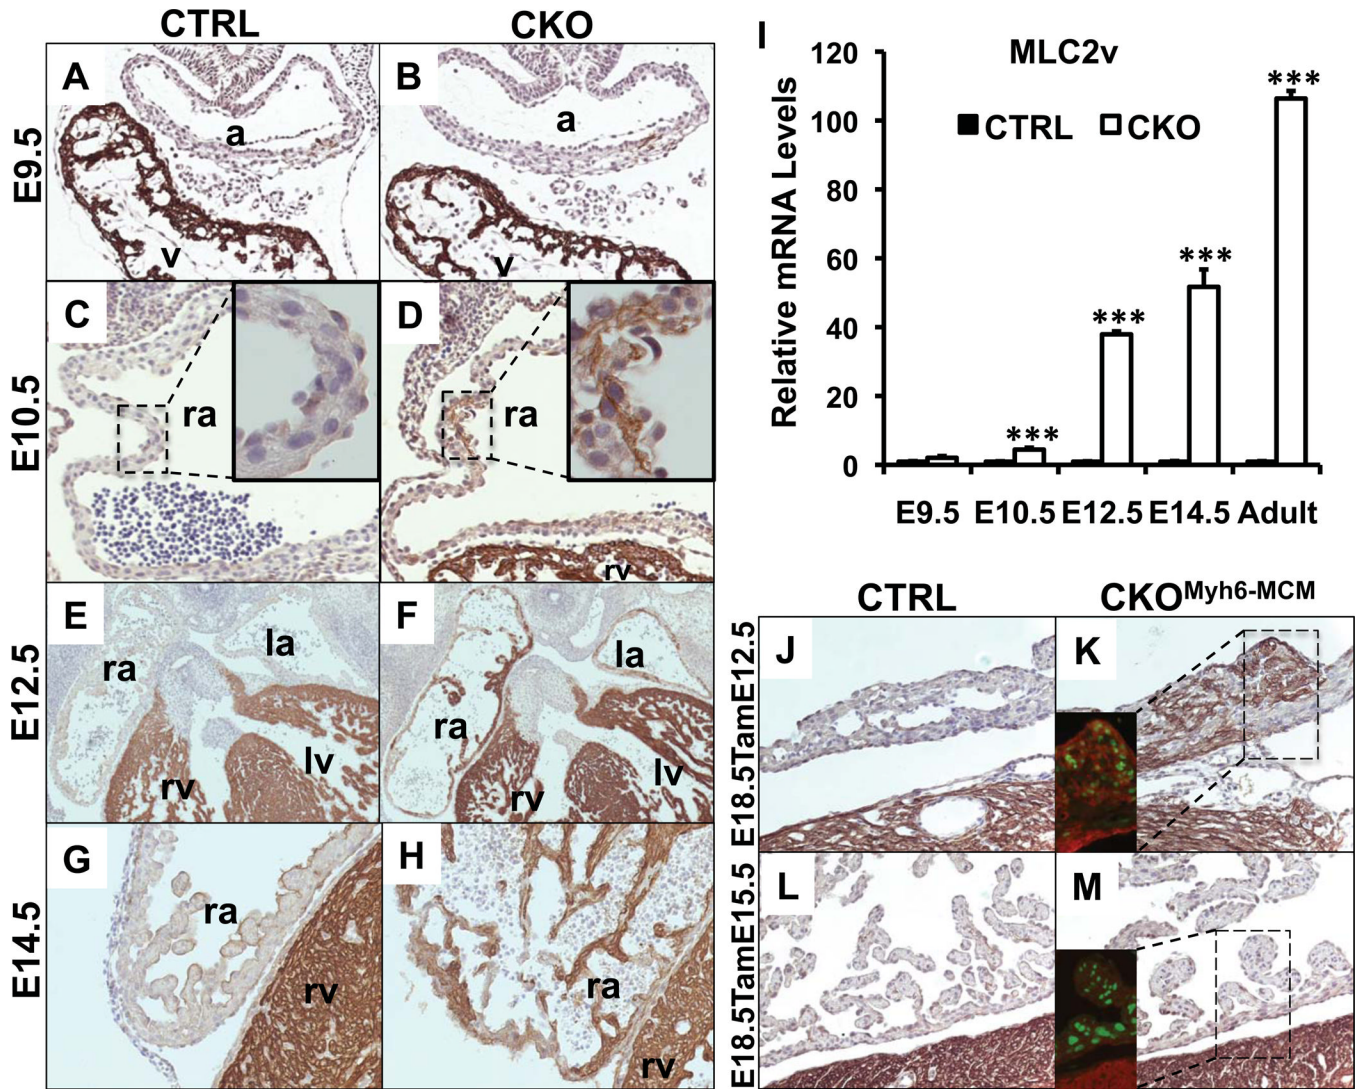 CTRL CKO
E9.5
A
a
v
B
a
v
E10.5
C
ra
D
ra
rv
E12.5
E
ra
la
rv
lv
F
ra
la
rv
lv
E14.5
G
ra
rv
H
ra
rv
I
MLC2v
CTRL CKO
Relative mRNA Levels
120
100
80
60
40
20
0
***
***
***
***
E9.5 E10.5 E12.5 E14.5 Adult
CTRL CKO^Myh6-MCM
E18.5TamE12.5
J
K
E18.5TamE15.5
L
M